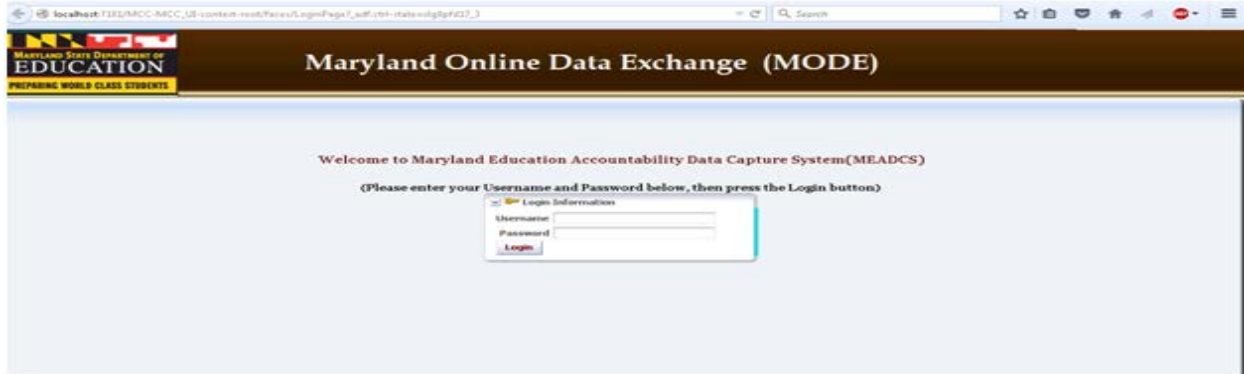 localhost
Search
MARYLAND STATE DEPARTMENT OF
EDUCATION
PREPARING WORLD CLASS STUDENTS
Maryland Online Data Exchange (MODE)
Welcome to Maryland Education Accountability Data Capture System(MEADCS)
(Please enter your Username and Password below, then press the Login button)
Login Information
Username
Password
Login